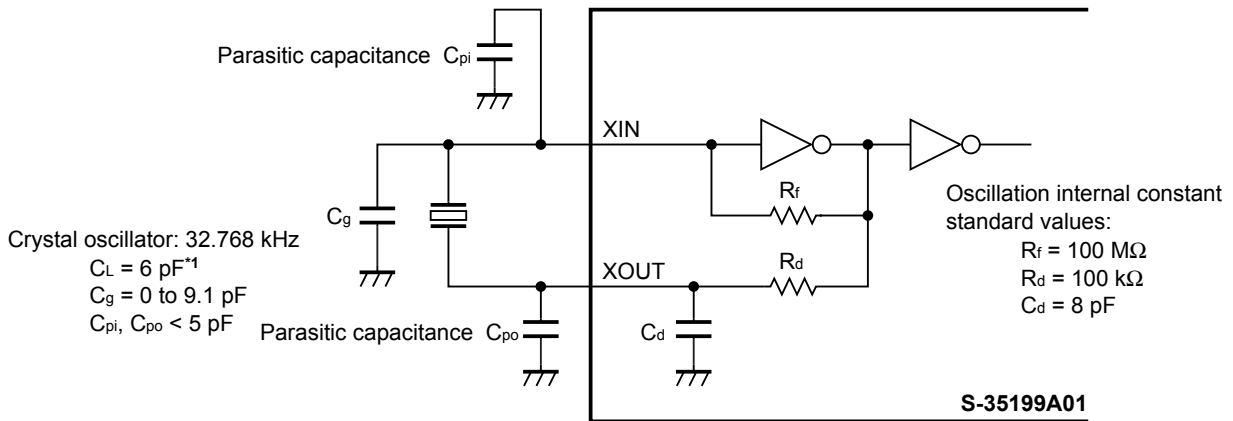 Parasitic capacitance Cpi
XIN
Rf
Oscillation internal constant
standard values:
Rf = 100 MΩ
Rd = 100 kΩ
Cd = 8 pF
Cg
Crystal oscillator: 32.768 kHz
CL = 6 pF*1
Cg = 0 to 9.1 pF
Cpi, Cpo < 5 pF
XOUT
Rd
Parasitic capacitance Cpo
Cd
S-35199A01